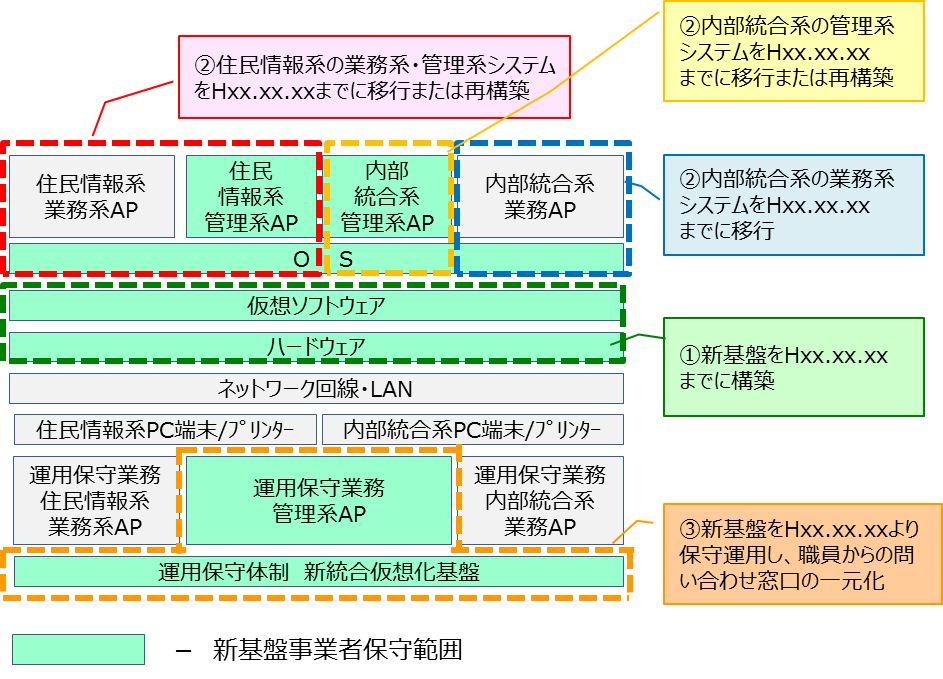 ②住民情報系の業務系・管理系システム
をHxx.xx.xxまでに移行または再構築
②内部統合系の管理系
システムをHxx.xx.xx
までに移行または再構築
住民情報系
業務系AP
住民
情報系
管理系AP
内部
統合系
管理系AP
内部統合系
業務AP
②内部統合系の業務系
システムをHxx.xx.xx
までに移行
O S
仮想ソフトウェア
ハードウェア
①新基盤をHxx.xx.xx
までに構築
ネットワーク回線・LAN
住民情報系PC端末/プリンター
内部統合系PC端末/プリンター
運用保守業務
住民情報系
業務系AP
運用保守業務
管理系AP
運用保守業務
内部統合系
業務AP
③新基盤をHxx.xx.xxより
保守運用し、職員からの問
い合わせ窓口の一元化
運用保守体制 新統合仮想化基盤
－ 新基盤事業者保守範囲